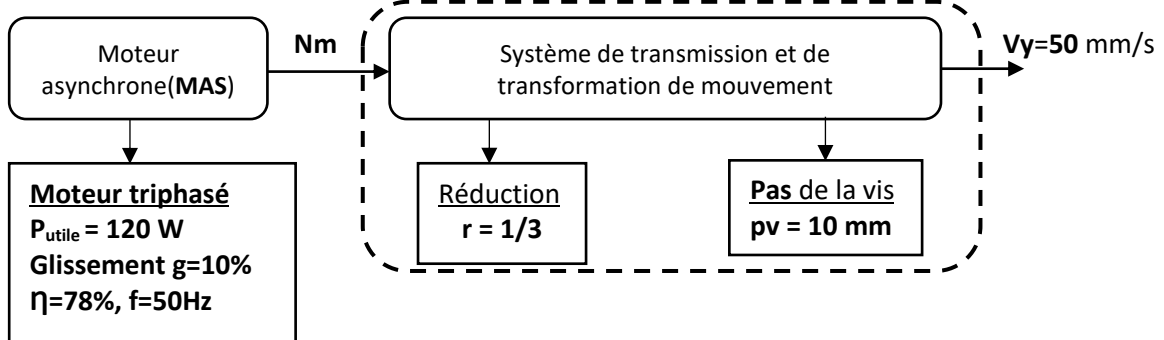 Moteur
asynchrone(MAS)
Nm
Système de transmission et de
transformation de mouvement
Vy=50 mm/s
Moteur triphasé
Putile = 120 W
Glissement g=10%
Ƞ=78%, f=50Hz
Réduction
r = 1/3
Pas de la vis
pv = 10 mm